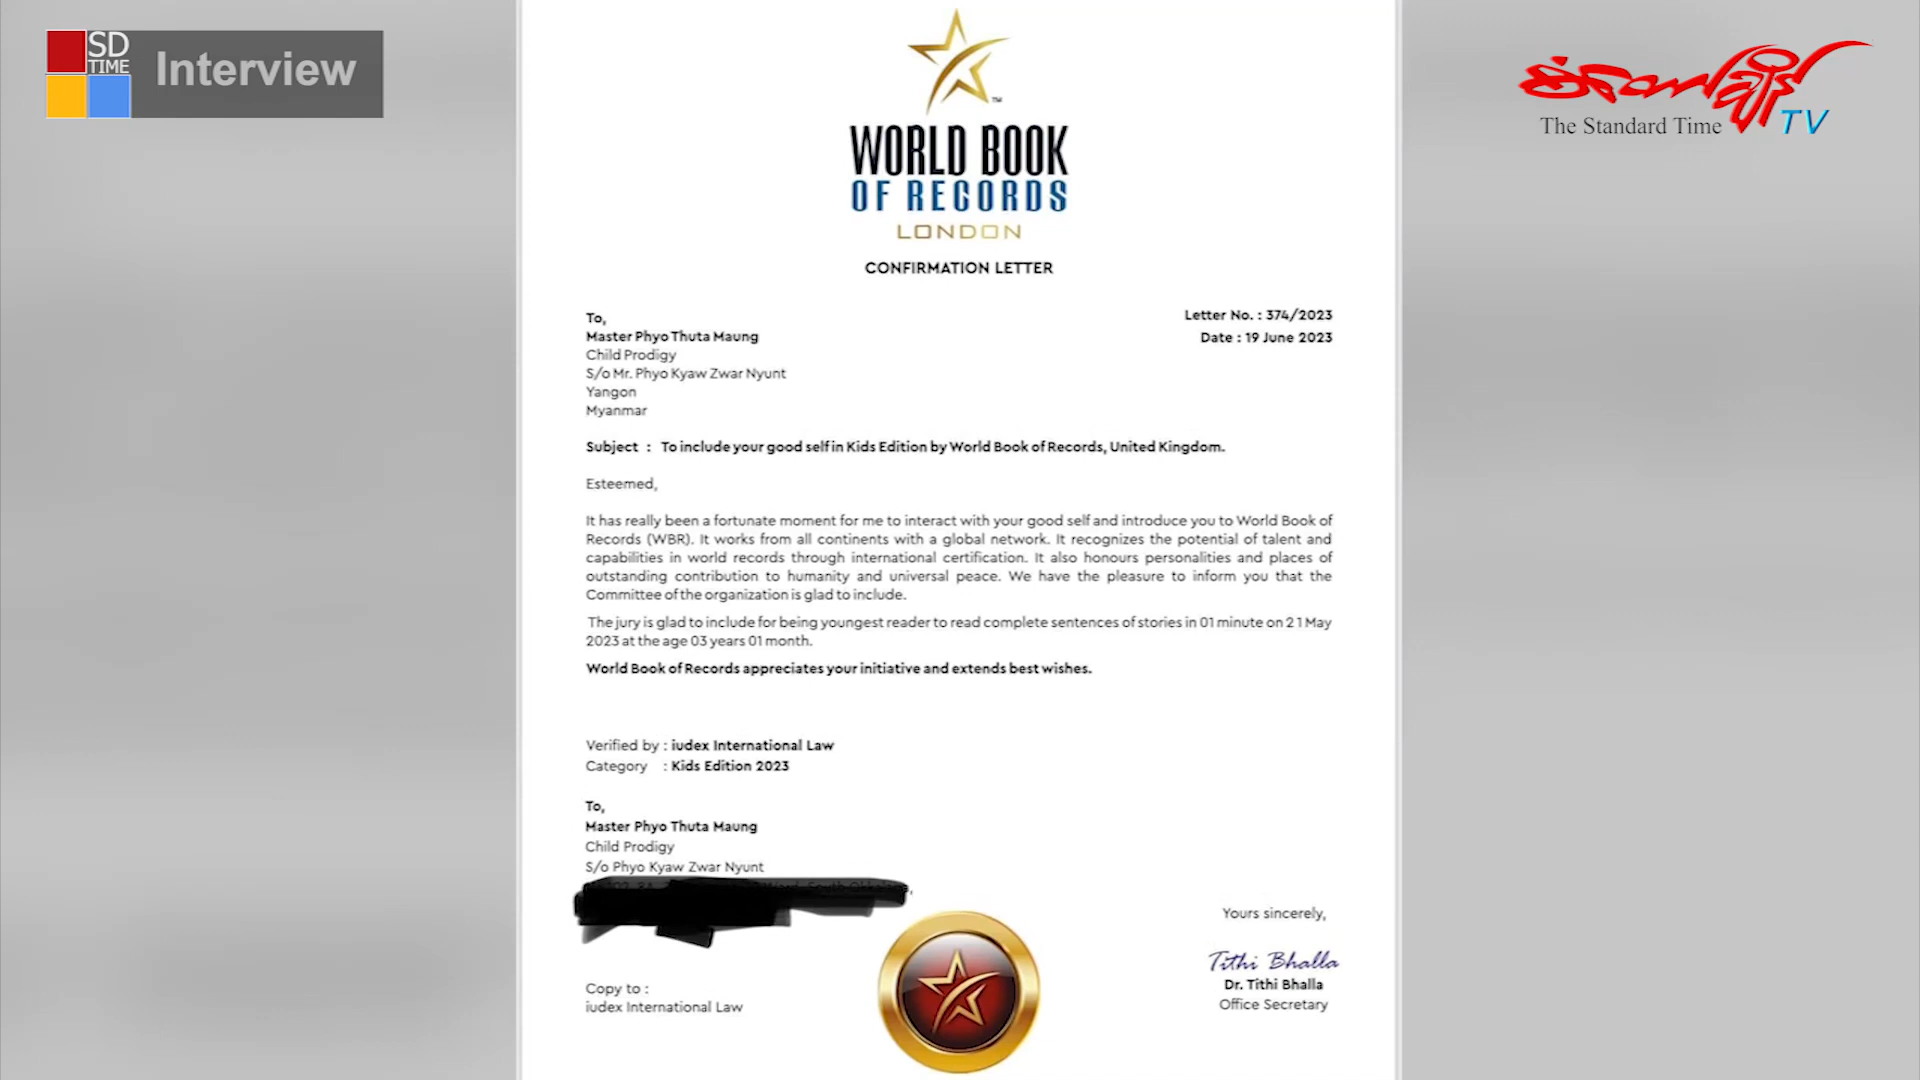 SD
TIME
Interview
စံတော်ချိန်
The Standard Time TV
WORLD BOOK
OF RECORDS
LONDON
CONFIRMATION LETTER
To,
Master Phyo Thuta Maung
Child Prodigy
S/o Mr. Phyo Kyaw Zwar Nyunt
Yangon
Myanmar
Letter No. : 374/2023
Date : 19 June 2023
Subject : To include your good self in Kids Edition by World Book of Records, United Kingdom.
Esteemed,
It has really been a fortunate moment for me to interact with your good self and introduce you to World Book of
Records (WBR). It works from all continents with a global network. It recognizes the potential of talent and
capabilities in world records through international certification. It also honours personalities and places of
outstanding contribution to humanity and universal peace. We have the pleasure to inform you that the
Committee of the organization is glad to include.
The jury is glad to include for being youngest reader to read complete sentences of stories in 01 minute on 21 May
2023 at the age 03 years 01 month.
World Book of Records appreciates your initiative and extends best wishes.
Verified by : iudex International Law
Category : Kids Edition 2023
To,
Master Phyo Thuta Maung
Child Prodigy
S/o Phyo Kyaw Zwar Nyunt
Copy to :
iudex International Law
Yours sincerely,
Tithi Bhalla
Dr. Tithi Bhalla
Office Secretary